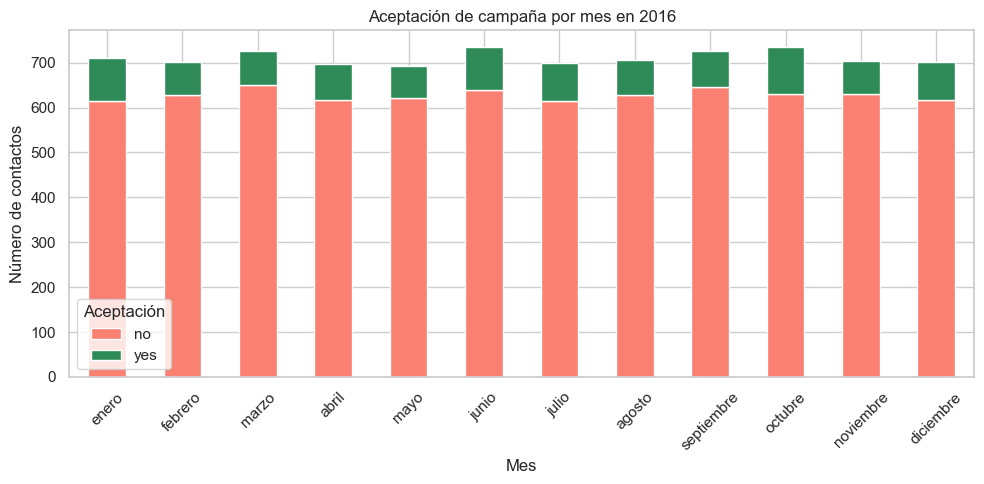 Aceptación de campaña por mes en 2016
Número de contactos
700
600
500
400
300
200
100
0
Aceptación
no
yes
enero
febrero
marzo
abril
mayo
junio
julio
agosto
septiembre
octubre
noviembre
diciembre
Mes